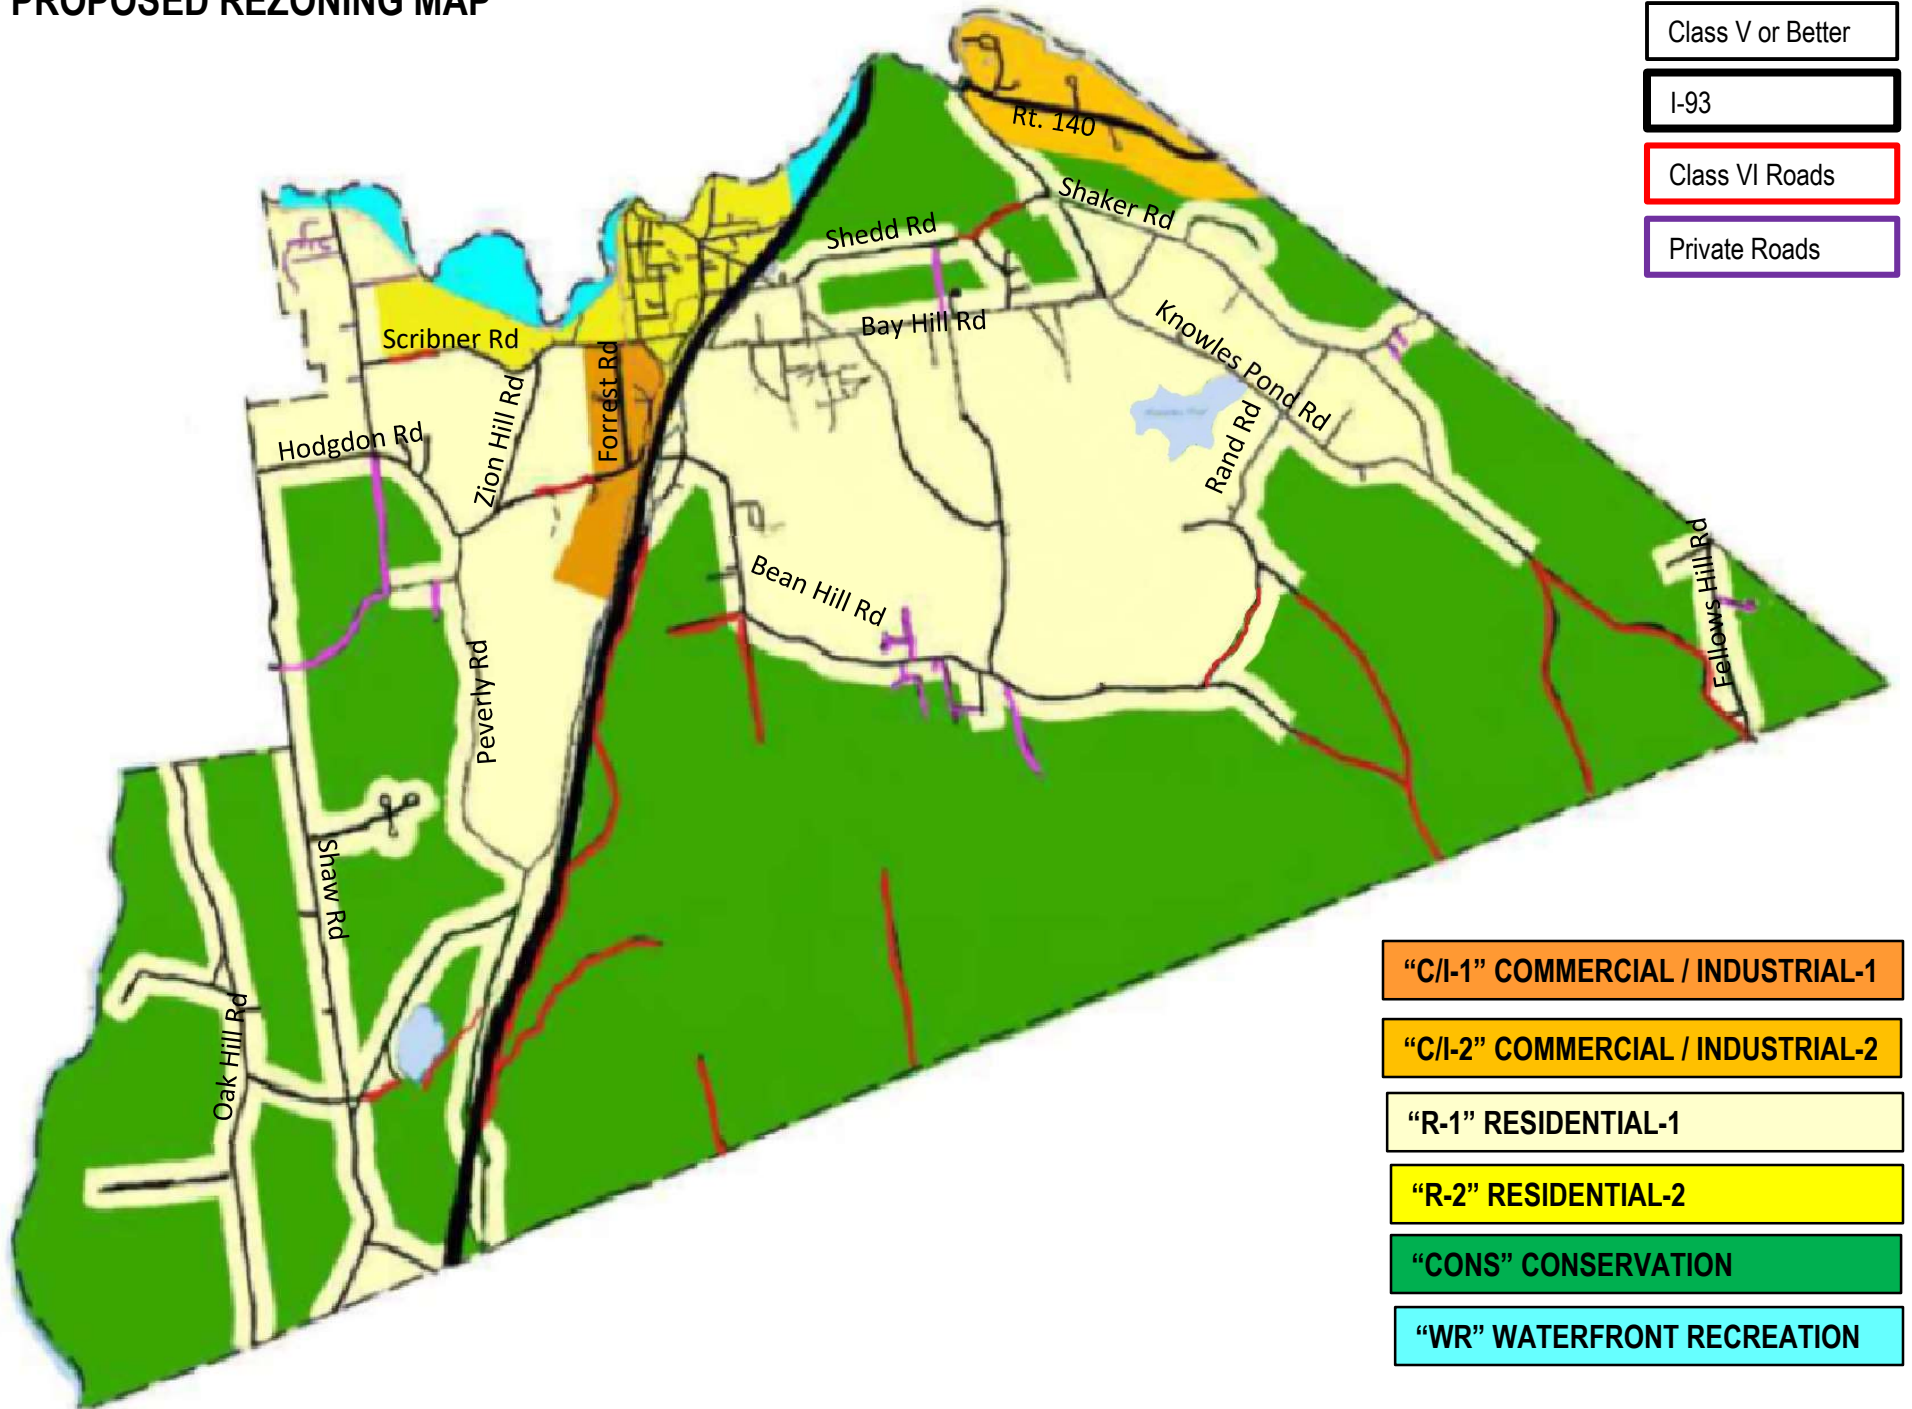 PROPOSED REZONING MAP
Class V or Better
I-93
Class VI Roads
Private Roads
Rt. 140
Shaker Rd
Shedd Rd
Bay Hill Rd
Scribner Rd
Knowles Pond Rd
Forrest Rd
Zion Hill Rd
Hodgdon Rd
Rand Rd
Bean Hill Rd
Fellows Hill Rd
Peverly Rd
Shaw Rd
Oak Hill Rd
“C/I-1” COMMERCIAL / INDUSTRIAL-1
“C/I-2” COMMERCIAL / INDUSTRIAL-2
“R-1” RESIDENTIAL-1
“R-2” RESIDENTIAL-2
“CONS” CONSERVATION
“WR” WATERFRONT RECREATION